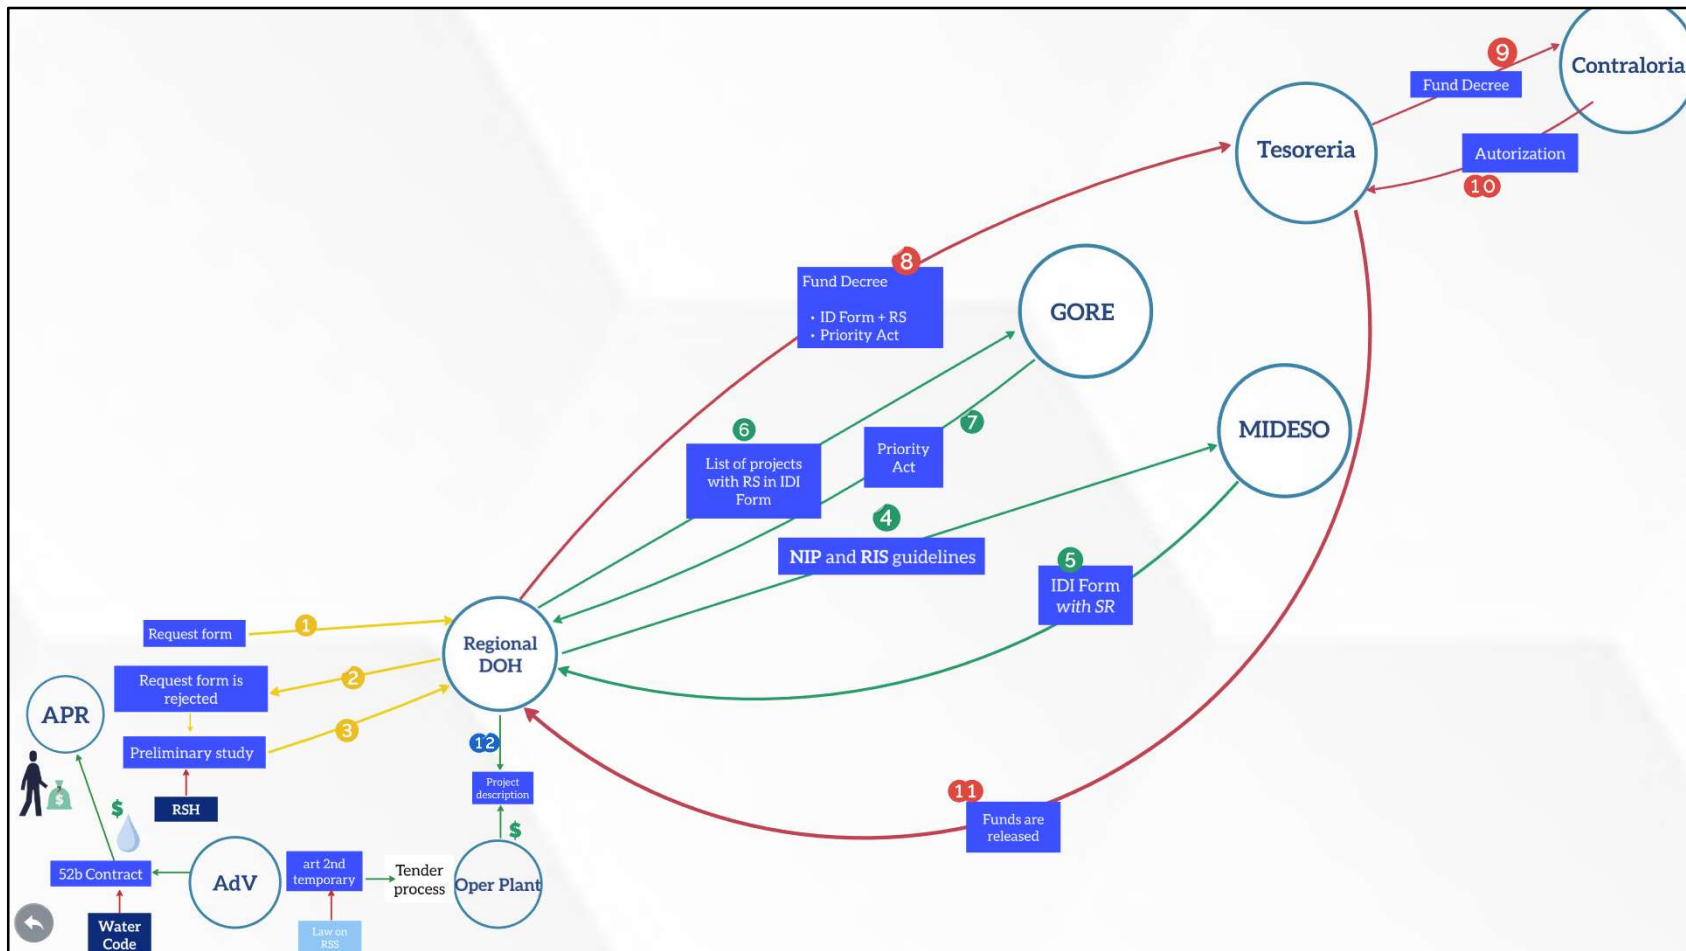 9
Contraloria
Fund Decree
Tesoreria
Autorization
10
8
Fund Decree
• ID Form + RS
• Priority Act
GORE
6
7
MIDESO
List of projects
with RS in IDI
Form
Priority
Act
4
NIP and RIS guidelines
5
IDI Form
with SR
1
Request form
Regional
DOH
2
Request form is
rejected
APR
3
Preliminary study
12
$
RSH
Project
description
11
$
$
Funds are
released
52b Contract
AdV
art 2nd
temporary
Tender
process
Oper Plant
Water
Code
Law on
RSS